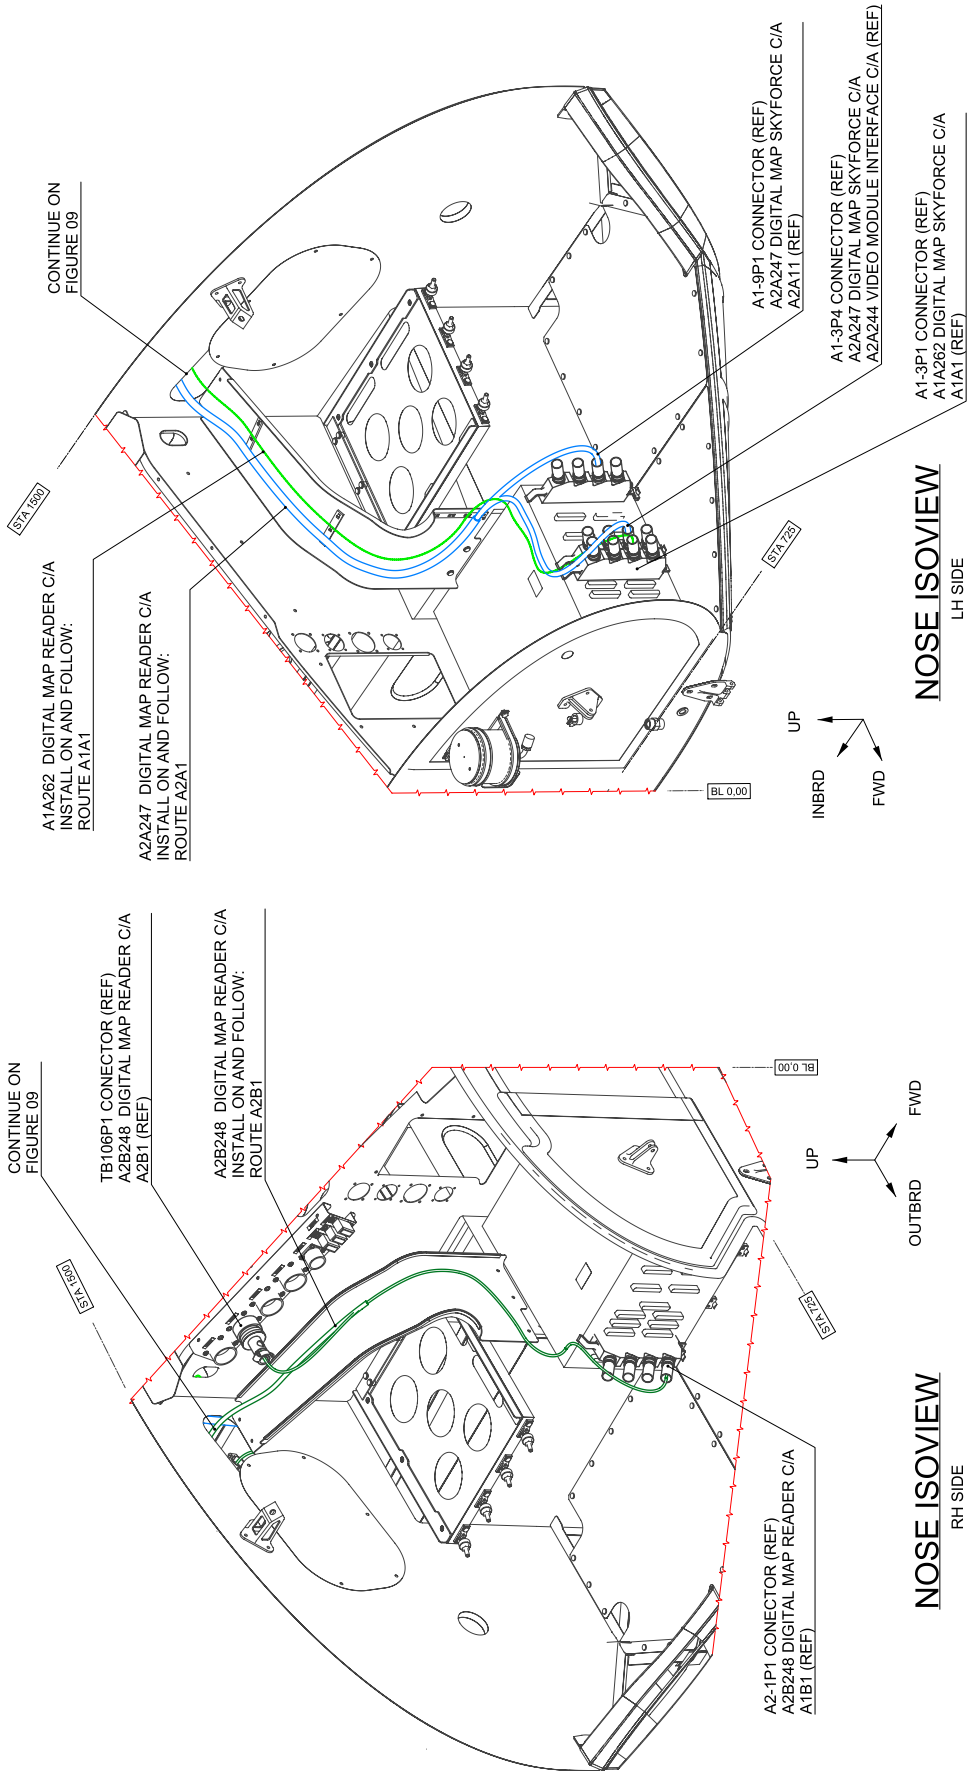 CONTINUE ON
FIGURE 09
TB106P1 CONECTOR (REF)
A2B248 DIGITAL MAP READER C/A
A2B1 (REF)
A2B248 DIGITAL MAP READER C/A
INSTALL ON AND FOLLOW:
ROUTE A2B1
STA 1500
BL 0,00
STA 725
UP
FWD
OUTBRD
A2-1P1 CONECTOR (REF)
A2B248 DIGITAL MAP READER C/A
A1B1 (REF)
NOSE ISOVIEW
RH SIDE
CONTINUE ON
FIGURE 09
STA 1500
A1A262 DIGITAL MAP READER C/A
INSTALL ON AND FOLLOW:
ROUTE A1A1
A2A247 DIGITAL MAP READER C/A
INSTALL ON AND FOLLOW:
ROUTE A2A1
A1-9P1 CONNECTOR (REF)
A2A247 DIGITAL MAP SKYFORCE C/A
A2A11 (REF)
A1-3P4 CONNECTOR (REF)
A2A247 DIGITAL MAP SKYFORCE C/A
A2A244 VIDEO MODULE INTERFACE C/A (REF)
A1-3P1 CONNECTOR (REF)
A1A262 DIGITAL MAP SKYFORCE C/A
A1A1 (REF)
STA 725
BL 0,00
UP
INBRD
FWD
NOSE ISOVIEW
LH SIDE